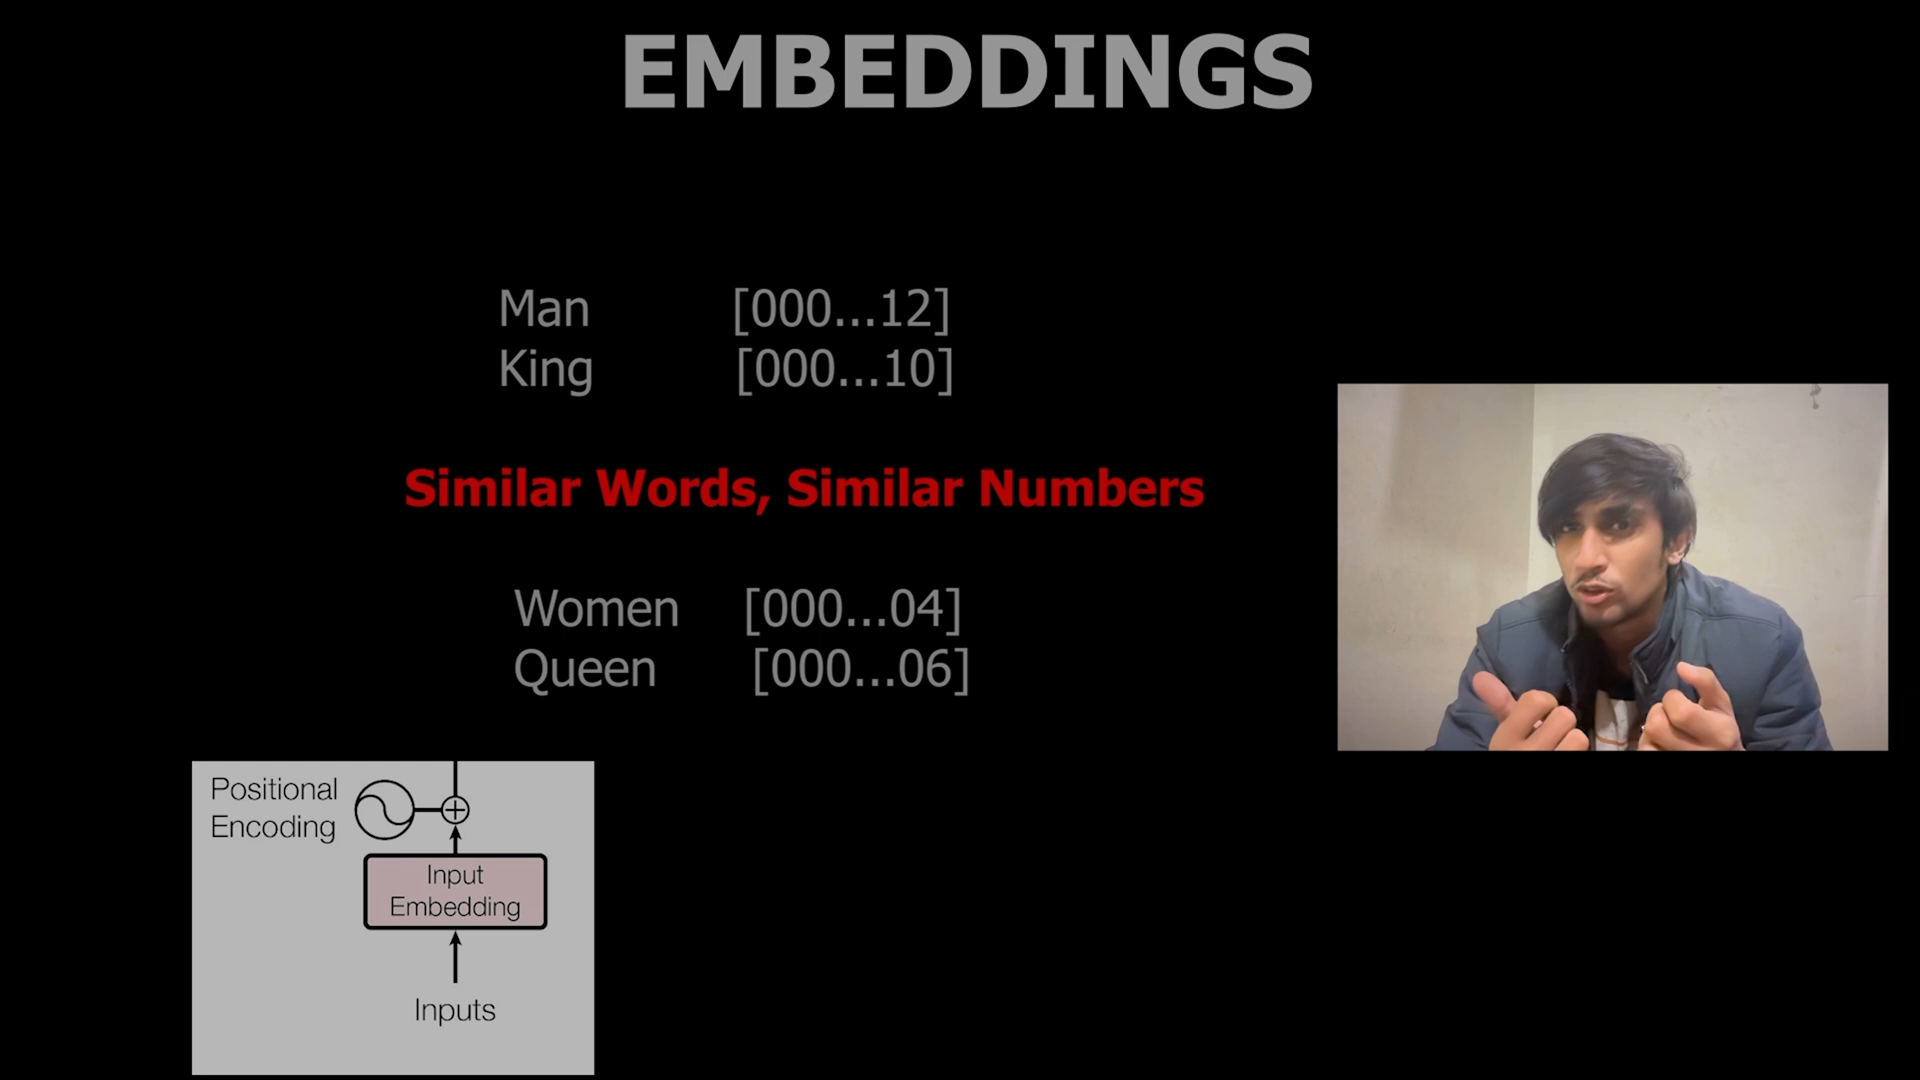 EMBEDDINGS
Man [000...12]
King [000...10]
Similar Words, Similar Numbers
Women [000...04]
Queen [000...06]
Positional
Encoding
Input
Embedding
Inputs